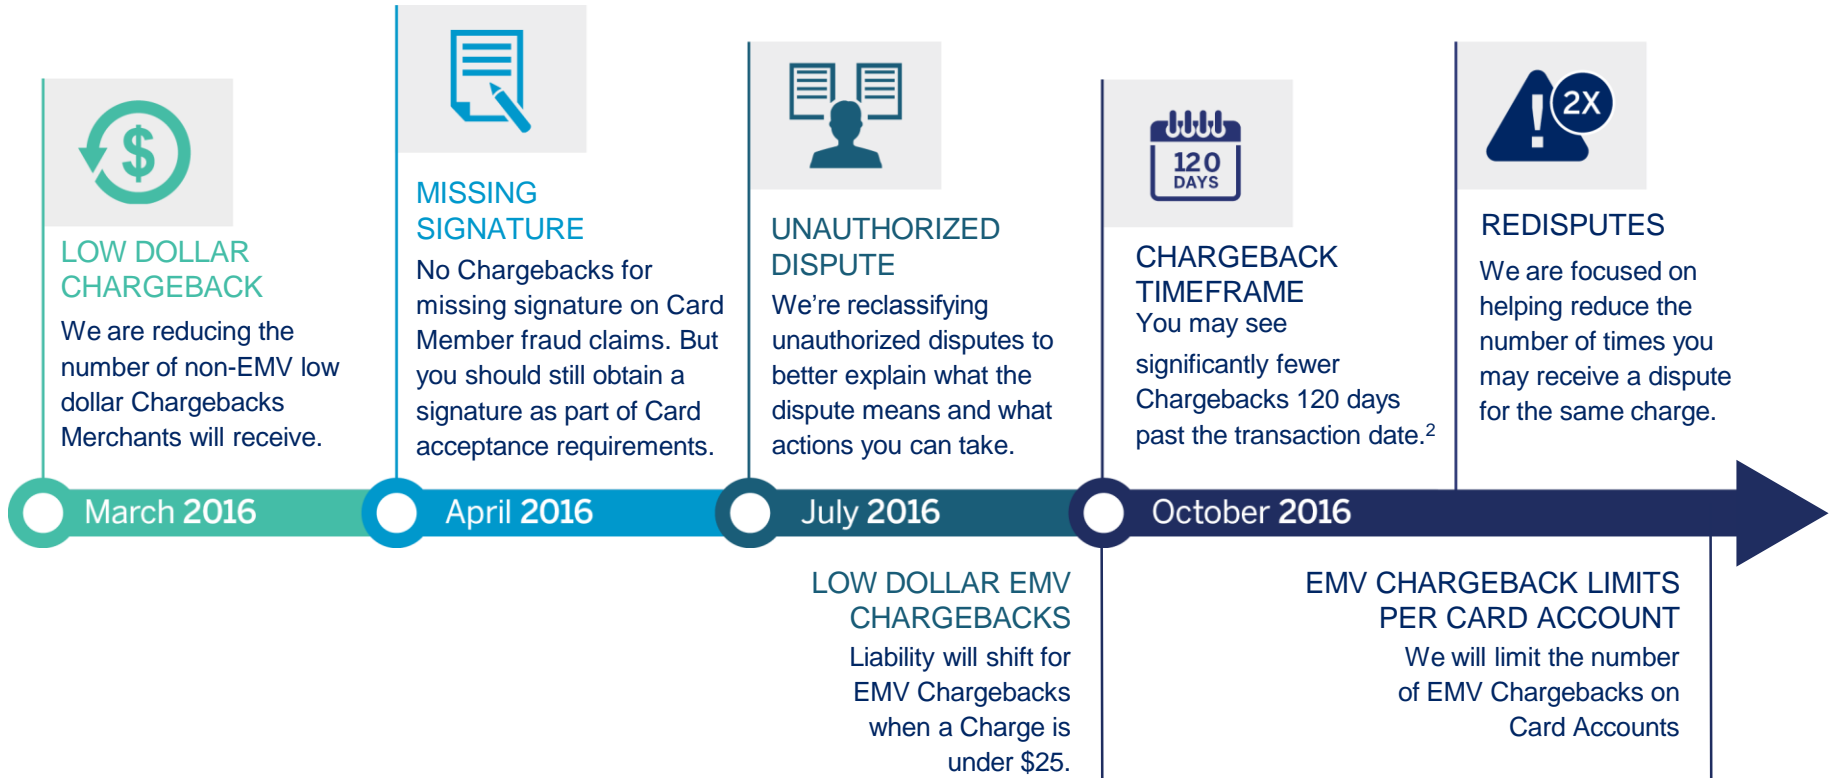 $
LOW DOLLAR
CHARGEBACK
We are reducing the
number of non-EMV low
dollar Chargebacks
Merchants will receive.
MISSING
SIGNATURE
No Chargebacks for
missing signature on Card
Member fraud claims. But
you should still obtain a
signature as part of Card
acceptance requirements.
UNAUTHORIZED
DISPUTE
We’re reclassifying
unauthorized disputes to
better explain what the
dispute means and what
actions you can take.
120
DAYS
CHARGEBACK
TIMEFRAME
You may see
significantly fewer
Chargebacks 120 days
past the transaction date.²
! 2X
REDISPUTES
We are focused on
helping reduce the
number of times you
may receive a dispute
for the same charge.
March 2016
April 2016
July 2016
October 2016
LOW DOLLAR EMV
CHARGEBACKS
Liability will shift for
EMV Chargebacks
when a Charge is
under $25.
EMV CHARGEBACK LIMITS
PER CARD ACCOUNT
We will limit the number
of EMV Chargebacks on
Card Accounts